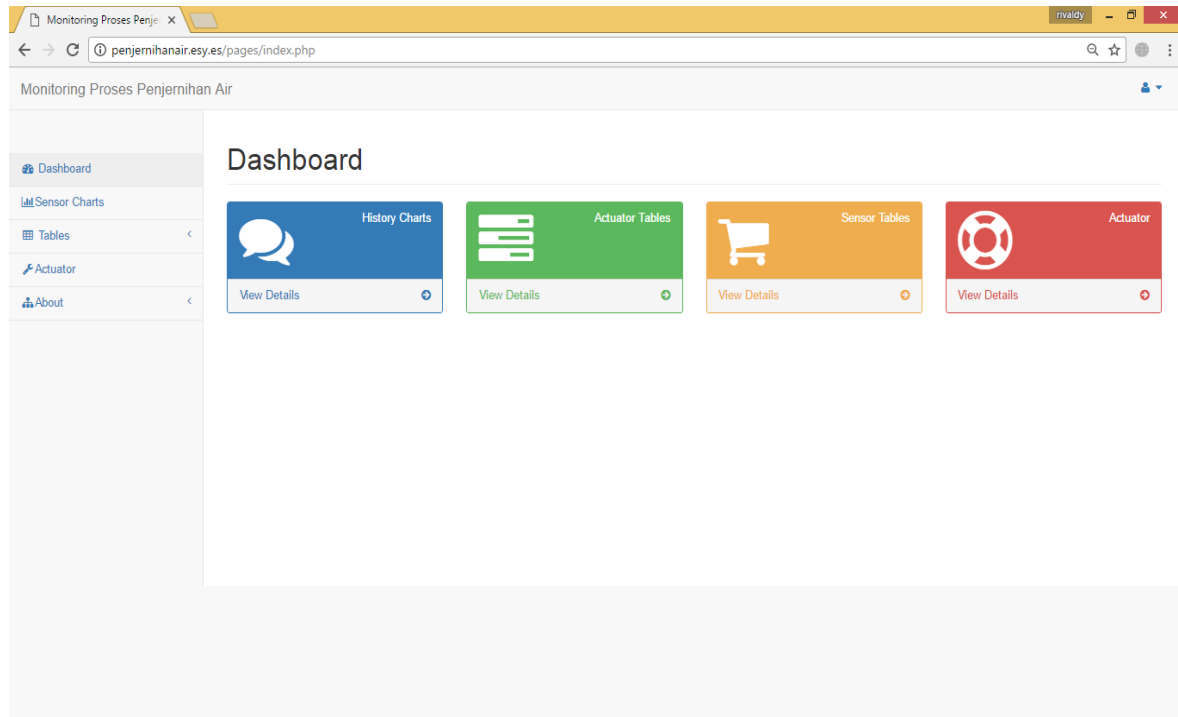 Monitoring Proses Penje
rivaldy
penjernihanair.esy.es/pages/index.php
Monitoring Proses Penjernihan Air
Dashboard
Sensor Charts
Tables
Actuator
About
Dashboard
History Charts
View Details
Actuator Tables
View Details
Sensor Tables
View Details
Actuator
View Details